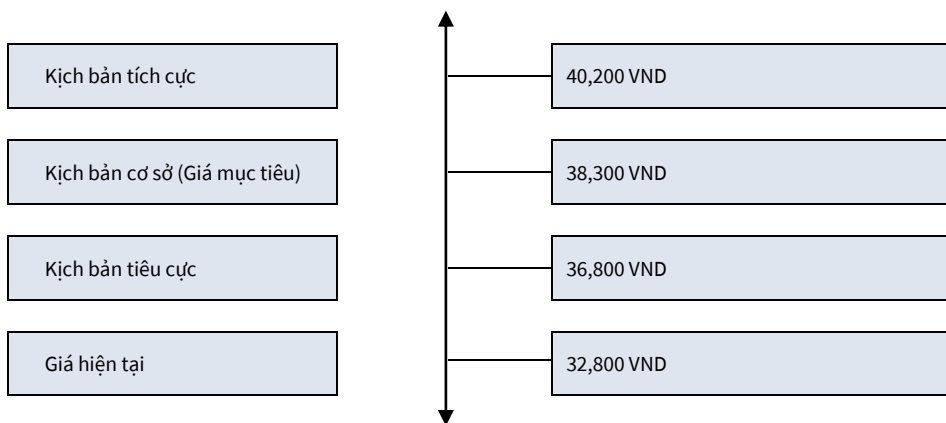 Kịch bản tích cực
40,200 VND
Kịch bản cơ sở (Giá mục tiêu)
38,300 VND
Kịch bản tiêu cực
36,800 VND
Giá hiện tại
32,800 VND